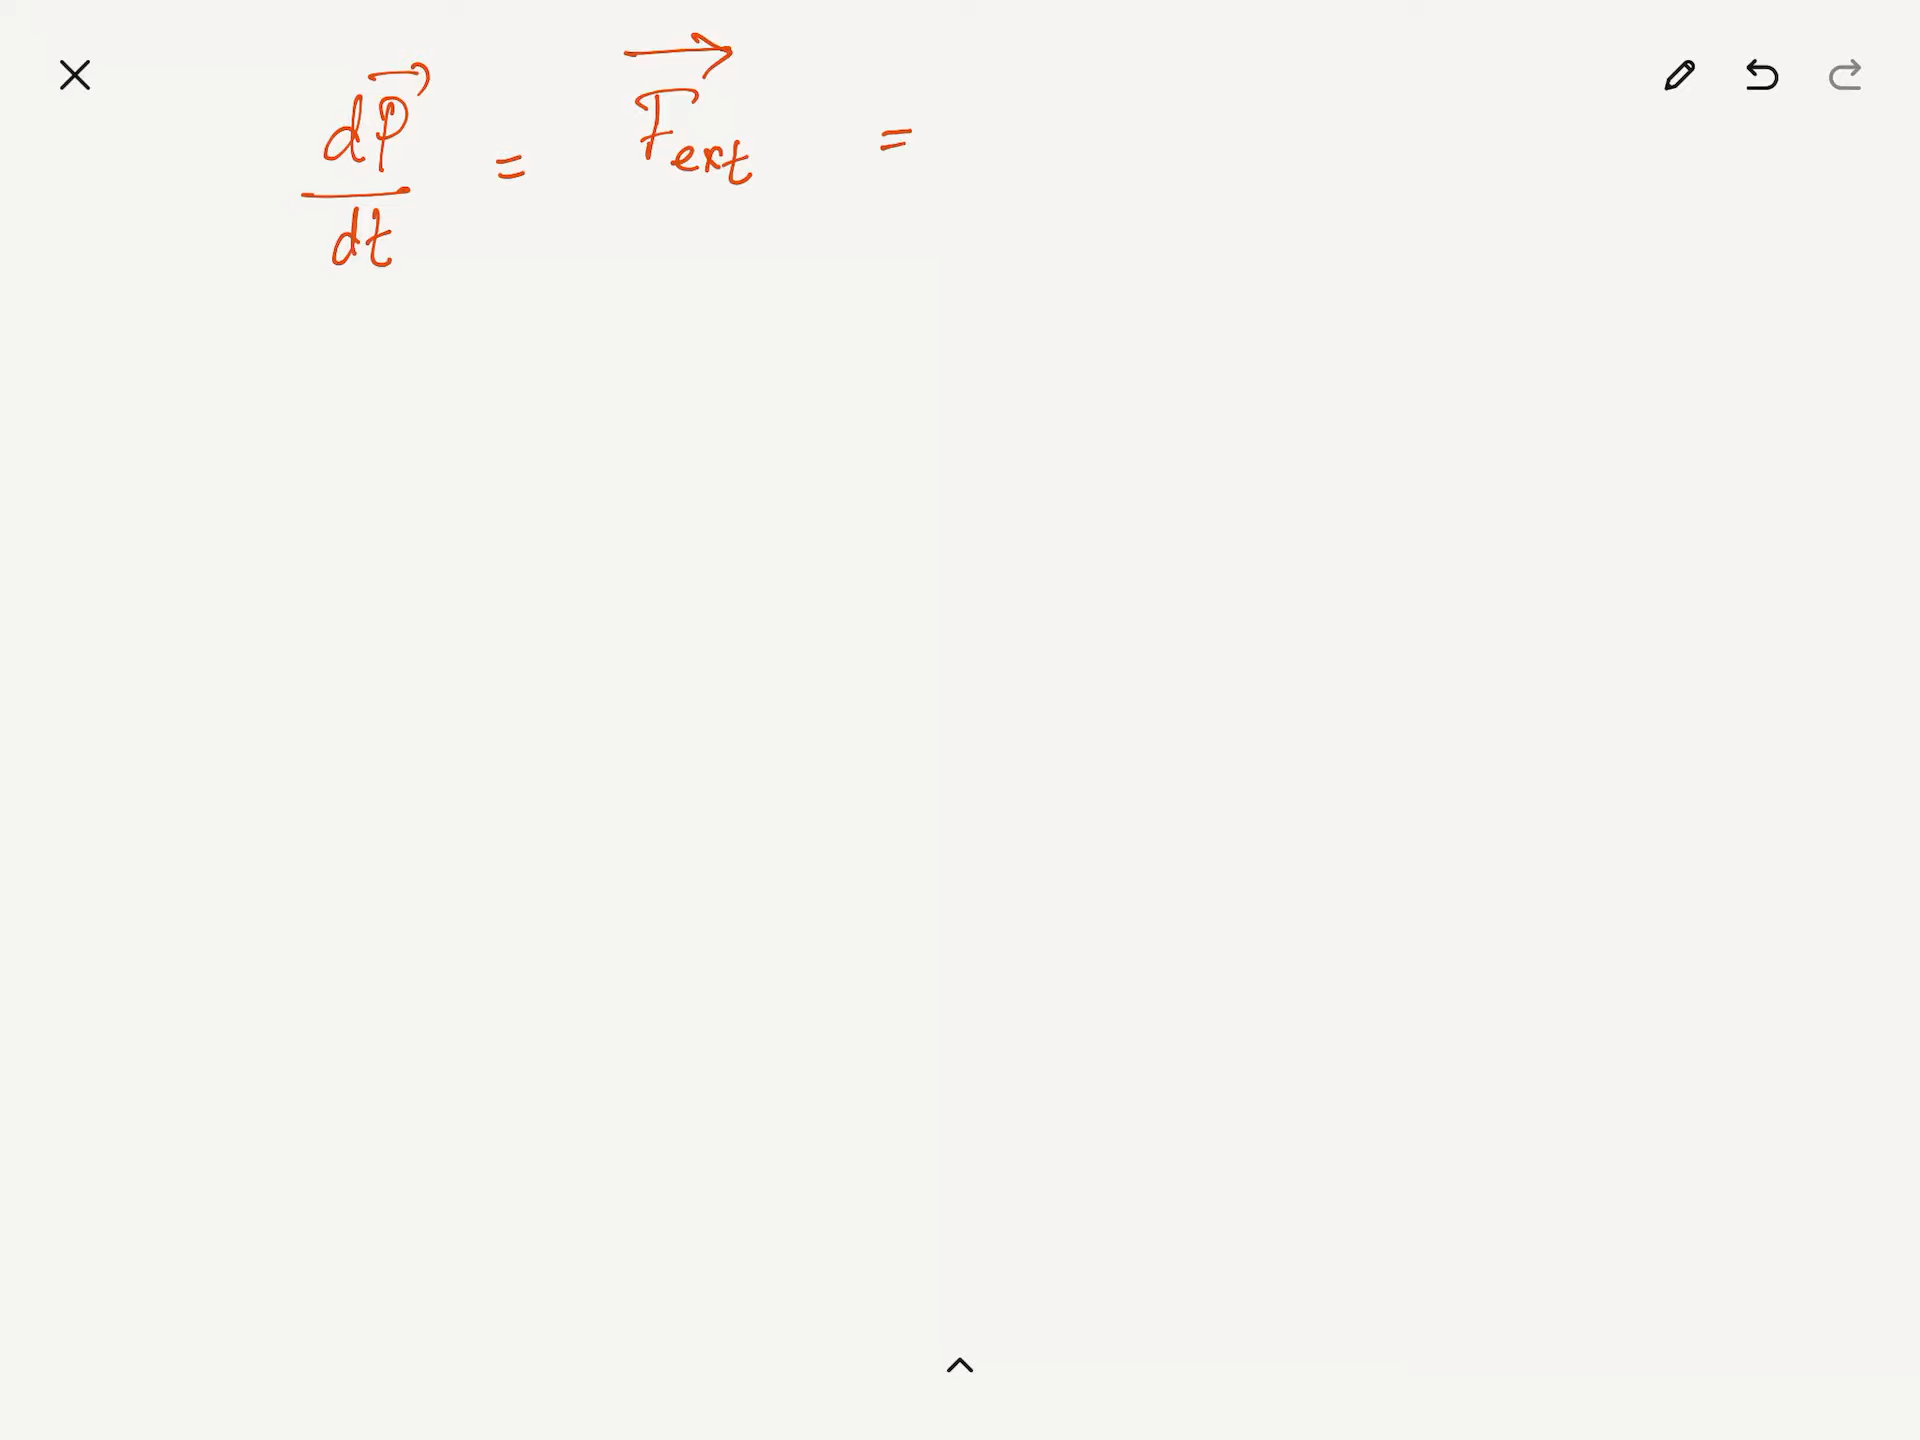 dP⃗/dt = F⃗ext =